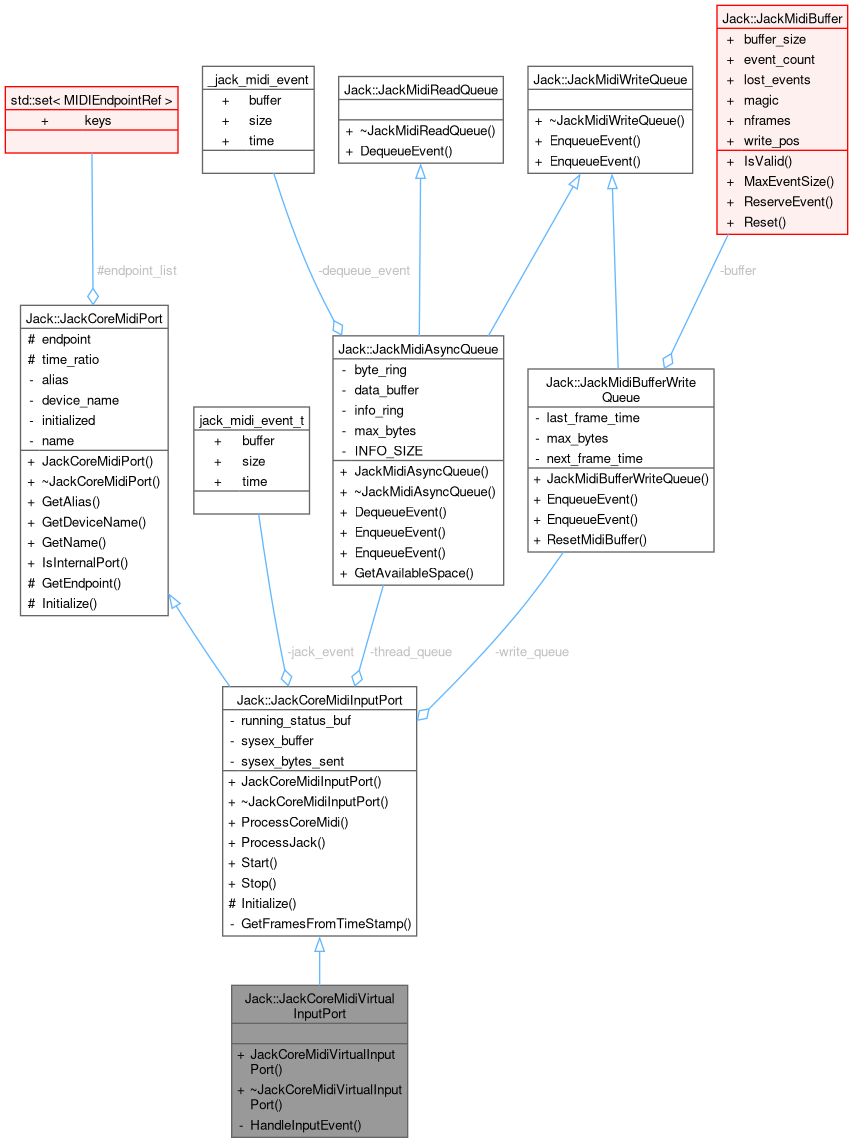 Jack::JackMidiBuffer
+ buffer_size
+ event_count
+ lost_events
+ magic
+ nframes
+ write_pos
+ IsValid()
+ MaxEventSize()
+ ReserveEvent()
+ Reset()
_jack_midi_event
+ buffer
+ size
+ time
Jack::JackMidiReadQueue
+ ~JackMidiReadQueue()
+ DequeueEvent()
Jack::JackMidiWriteQueue
+ ~JackMidiWriteQueue()
+ EnqueueEvent()
+ EnqueueEvent()
std::set< MIDIEndpointRef >
+ keys
#endpoint_list
-dequeue_event
-buffer
Jack::JackCoreMidiPort
# endpoint
# time_ratio
- alias
- device_name
- initialized
- name
+ JackCoreMidiPort()
+ ~JackCoreMidiPort()
+ GetAlias()
+ GetDeviceName()
+ GetName()
+ IsInternalPort()
# GetEndpoint()
# Initialize()
jack_midi_event_t
+ buffer
+ size
+ time
Jack::JackMidiAsyncQueue
- byte_ring
- data_buffer
- info_ring
- max_bytes
- INFO_SIZE
+ JackMidiAsyncQueue()
+ ~JackMidiAsyncQueue()
+ DequeueEvent()
+ EnqueueEvent()
+ EnqueueEvent()
+ GetAvailableSpace()
Jack::JackMidiBufferWrite
Queue
- last_frame_time
- max_bytes
- next_frame_time
+ JackMidiBufferWriteQueue()
+ EnqueueEvent()
+ EnqueueEvent()
+ ResetMidiBuffer()
-jack_event
-thread_queue
-write_queue
Jack::JackCoreMidiInputPort
- running_status_buf
- sysex_buffer
- sysex_bytes_sent
+ JackCoreMidiInputPort()
+ ~JackCoreMidiInputPort()
+ ProcessCoreMidi()
+ ProcessJack()
+ Start()
+ Stop()
# Initialize()
- GetFramesFromTimeStamp()
Jack::JackCoreMidiVirtual
InputPort
+ JackCoreMidiVirtualInput
Port()
+ ~JackCoreMidiVirtualInput
Port()
- HandleInputEvent()